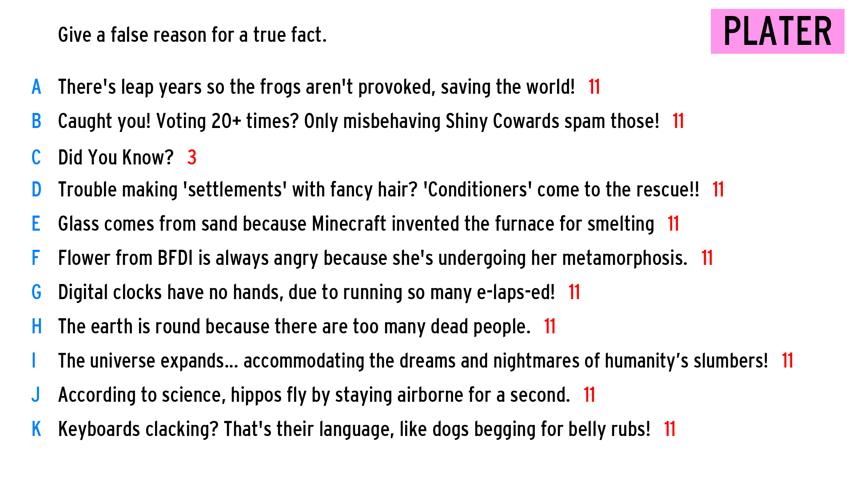 Give a false reason for a true fact.
PLATER
A There's leap years so the frogs aren't provoked, saving the world! 11
B Caught you! Voting 20+ times? Only misbehaving Shiny Cowards spam those! 11
C Did You Know? 3
D Trouble making 'settlements' with fancy hair? 'Conditioners' come to the rescue!! 11
E Glass comes from sand because Minecraft invented the furnace for smelting 11
F Flower from BFDI is always angry because she's undergoing her metamorphosis. 11
G Digital clocks have no hands, due to running so many e-laps-ed! 11
H The earth is round because there are too many dead people. 11
I The universe expands... accommodating the dreams and nightmares of humanity’s slumbers! 11
J According to science, hippos fly by staying airborne for a second. 11
K Keyboards clacking? That's their language, like dogs begging for belly rubs! 11